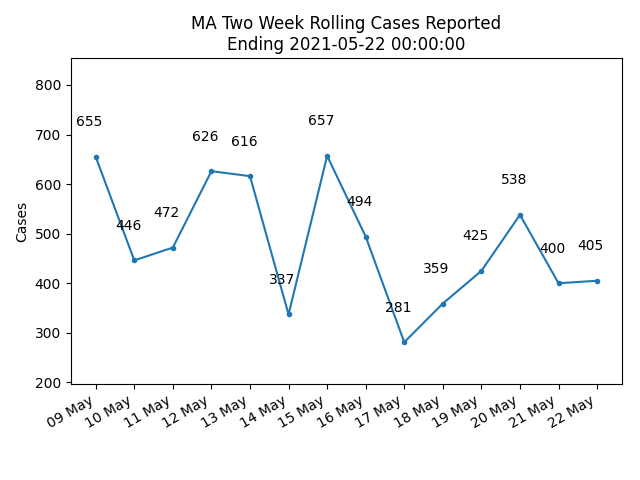 MA Two Week Rolling Cases Reported
Ending 2021-05-22 00:00:00
Cases
800
700
600
500
400
300
200
655
446
472
626
616
337
657
494
281
359
425
538
400
405
09 May
10 May
11 May
12 May
13 May
14 May
15 May
16 May
17 May
18 May
19 May
20 May
21 May
22 May